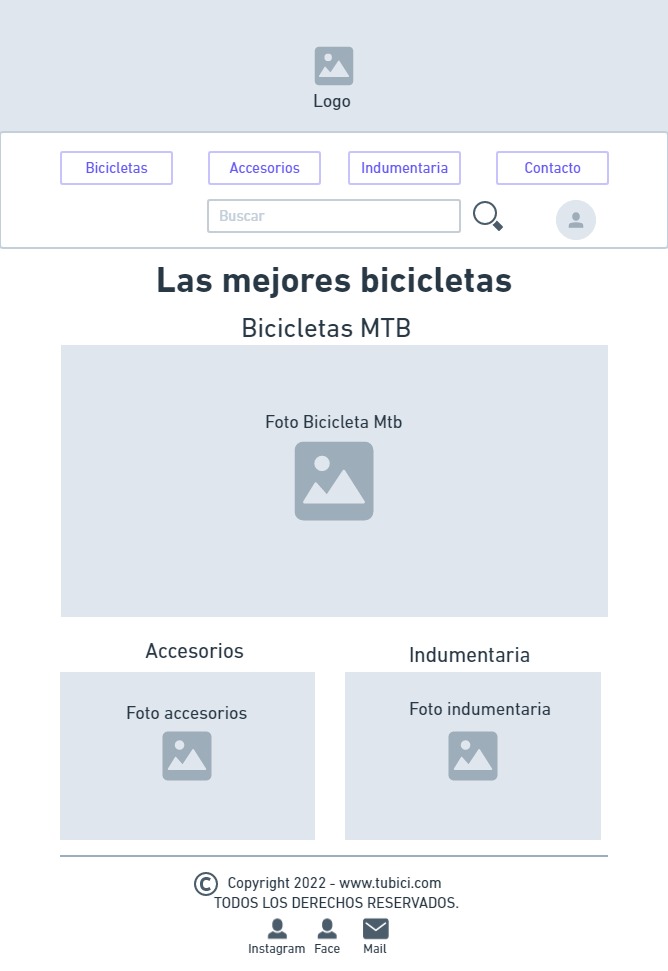 Logo
Bicicletas
Accesorios
Indumentaria
Contacto
Buscar
Las mejores bicicletas
Bicicletas MTB
Foto Bicicleta Mtb
Accesorios
Indumentaria
Foto accesorios
Foto indumentaria
© Copyright 2022 - www.tubici.com
TODOS LOS DERECHOS RESERVADOS.
Instagram Face Mail